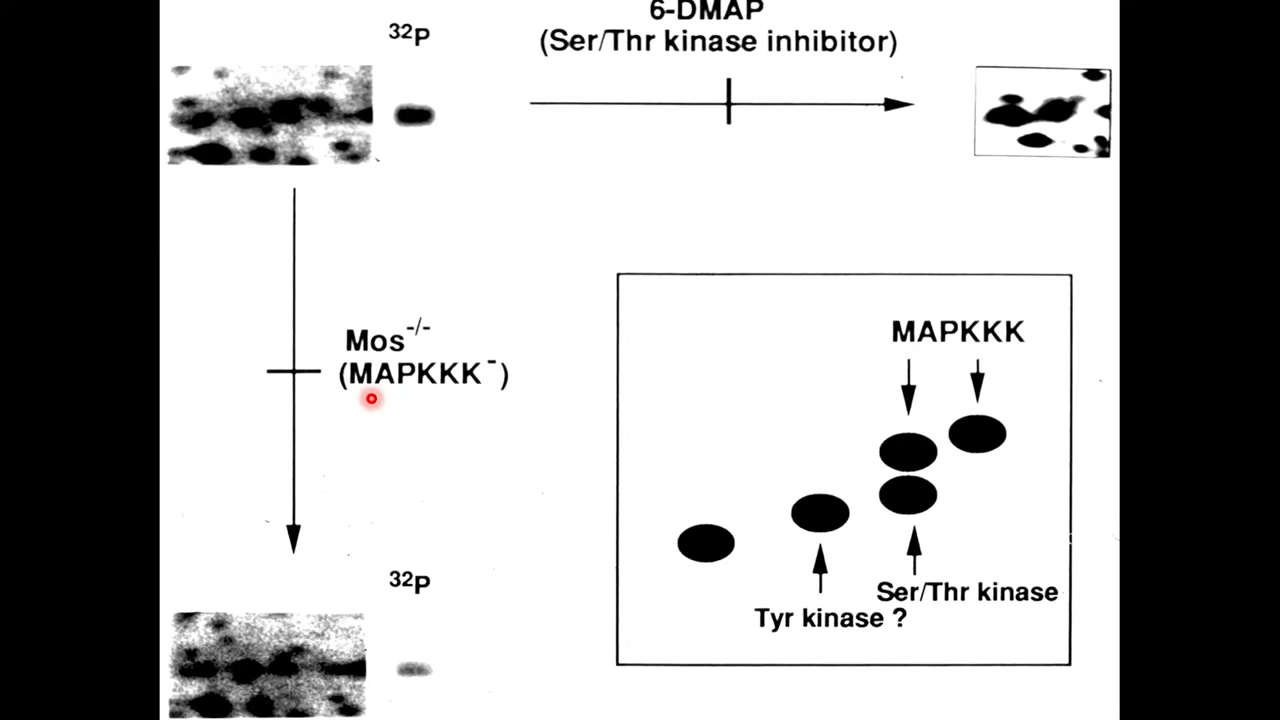 6-DMAP
(Ser/Thr kinase inhibitor)
32P
Mos-/-
(MAPKKK-)
32P
MAPKKK
Ser/Thr kinase
Tyr kinase ?